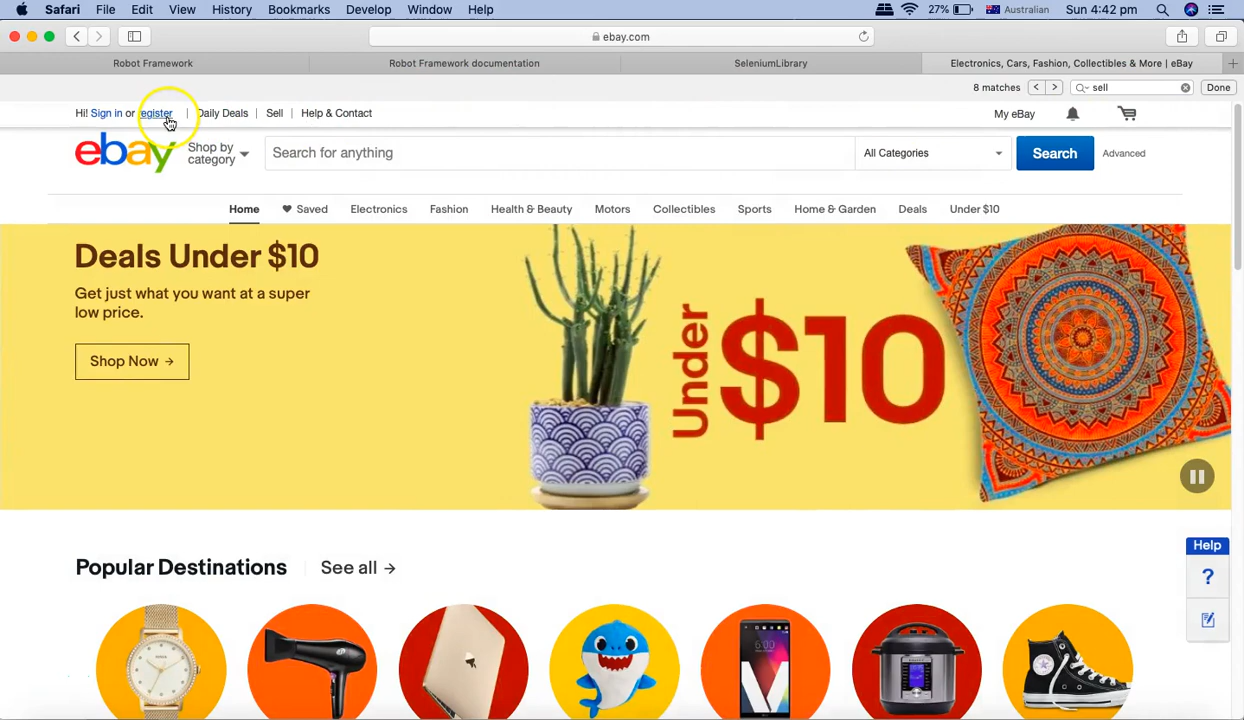 Safari File Edit View History Bookmarks Develop Window Help 27% Australian Sun 4:42 pm
ebay.com
Robot Framework Robot Framework documentation SeleniumLibrary Electronics, Cars, Fashion, Collectibles & More | eBay
8 matches sell Done
Hi! Sign in or register | Daily Deals | Sell | Help & Contact My eBay
ebay Shop by category Search for anything All Categories Search Advanced
Home Saved Electronics Fashion Health & Beauty Motors Collectibles Sports Home & Garden Deals Under $10
Deals Under $10
Get just what you want at a super
low price.
Shop Now →
Under $10
Help
?
Popular Destinations See all →
6:00